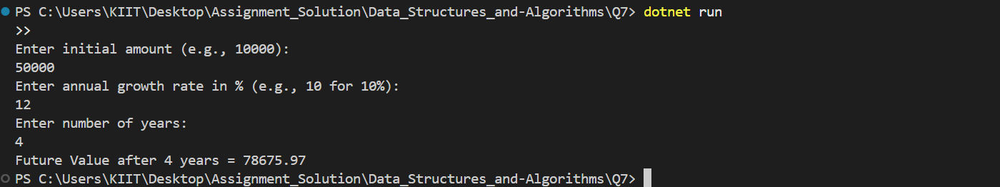 PS C:\Users\KIIT\Desktop\Assignment_Solution\Data_Structures_and-Algorithms\Q7> dotnet run
>>
Enter initial amount (e.g., 10000):
50000
Enter annual growth rate in % (e.g., 10 for 10%):
12
Enter number of years:
4
Future Value after 4 years = 78675.97
PS C:\Users\KIIT\Desktop\Assignment_Solution\Data_Structures_and-Algorithms\Q7>